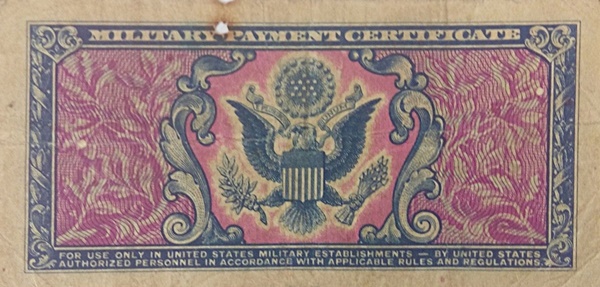 MILITARY PAYMENT CERTIFICATE
FOR USE ONLY IN UNITED STATES MILITARY ESTABLISHMENTS — BY UNITED STATES
AUTHORIZED PERSONNEL IN ACCORDANCE WITH APPLICABLE RULES AND REGULATIONS.